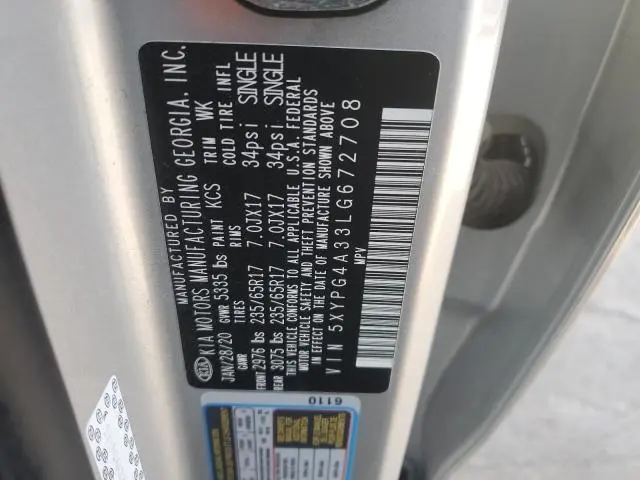 MANUFACTURED BY
KIA KIA MOTORS MANUFACTURING GEORGIA, INC.
JAN/28/20 GVWR 5335 lbs PAINT KCS TRIM WK
GAWR TIRES RIMS COLD TIRE INFL
FRONT 2976 lbs 235/65R17 7.0JX17 34psi SINGLE
REAR 3075 lbs 235/65R17 7.0JX17 34psi SINGLE
THIS VEHICLE CONFORMS TO ALL APPLICABLE U.S.A. FEDERAL
MOTOR VEHICLE SAFETY AND THEFT PREVENTION STANDARDS
IN EFFECT ON THE DATE OF MANUFACTURE SHOWN ABOVE
VIN 5XYPG4A33LG672708
MPV
6110